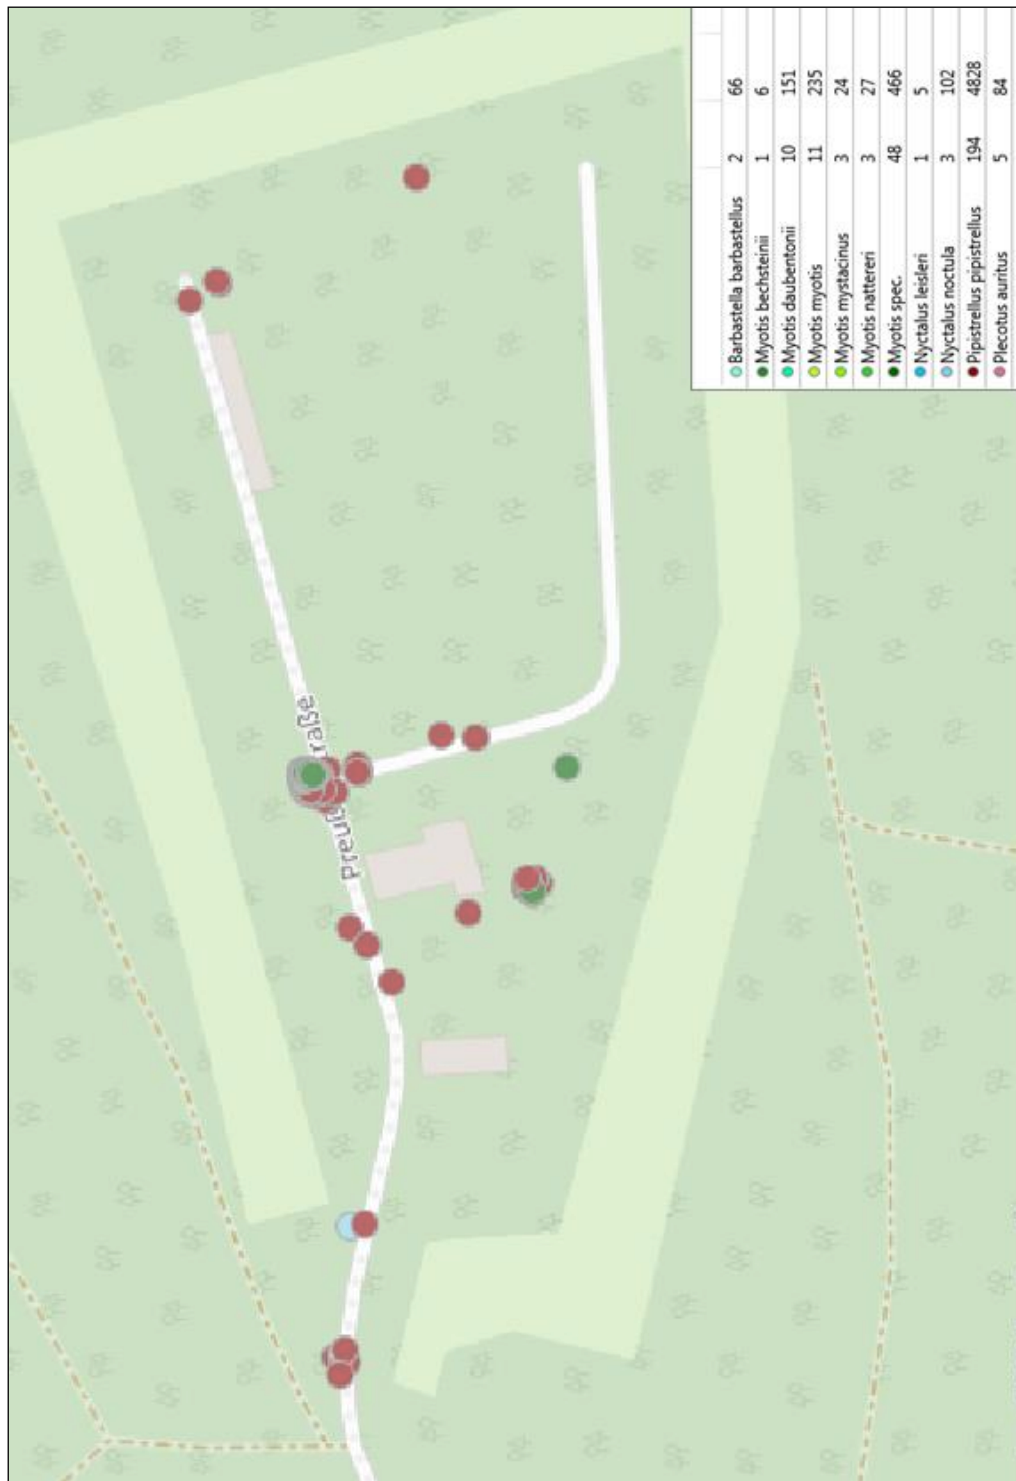 Preuß
raße
Barbastella barbastellus 2 66
Myotis bechsteinii 1 6
Myotis daubentonii 10 151
Myotis myotis 11 235
Myotis mystacinus 3 24
Myotis nattereri 3 27
Myotis spec. 48 466
Nyctalus leisleri 1 5
Nyctalus noctula 3 102
Pipistrellus pipistrellus 194 4828
Plecotus auritus 5 84